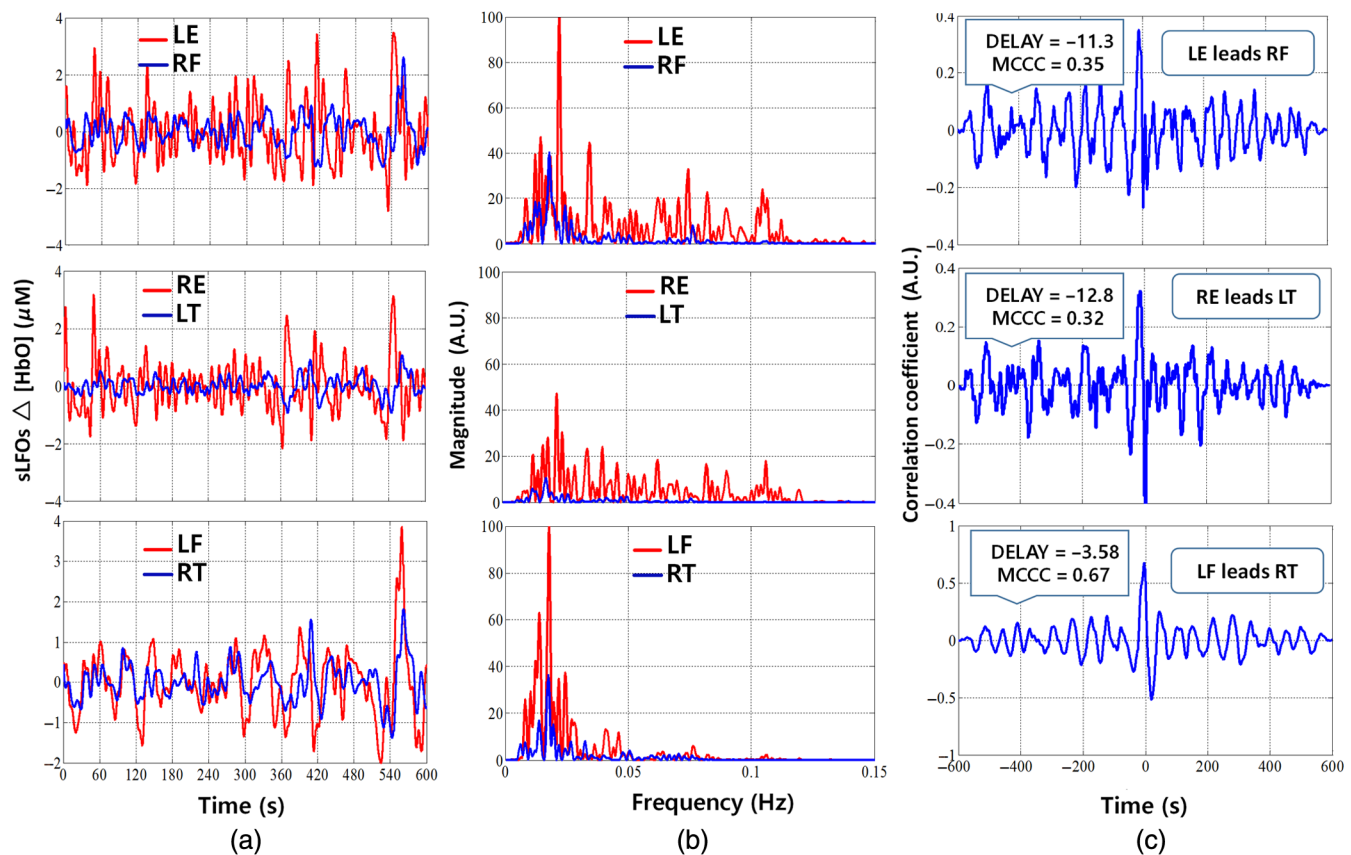 sLFOs △ [HbO] (μM)
4
2
0
−2
−4
LE
RF
4
2
0
−2
−4
RE
LT
4
3
2
1
0
−1
−2
LF
RT
0 60 120 180 240 300 360 420 480 540 600
Time (s)
(a)
Magnitude (A.U.)
100
80
60
40
20
0
LE
RF
100
80
60
40
20
0
RE
LT
100
80
60
40
20
0
LF
RT
0 0.05 0.1 0.15
Frequency (Hz)
(b)
Correlation coefficient (A.U.)
0.4
0.2
0
−0.2
−0.4
DELAY = −11.3
MCCC = 0.35
LE leads RF
0.4
0.2
0
−0.2
−0.4
DELAY = −12.8
MCCC = 0.32
RE leads LT
1
0.5
0
−0.5
−1
DELAY = −3.58
MCCC = 0.67
LF leads RT
−600 −400 −200 0 200 400 600
Time (s)
(c)